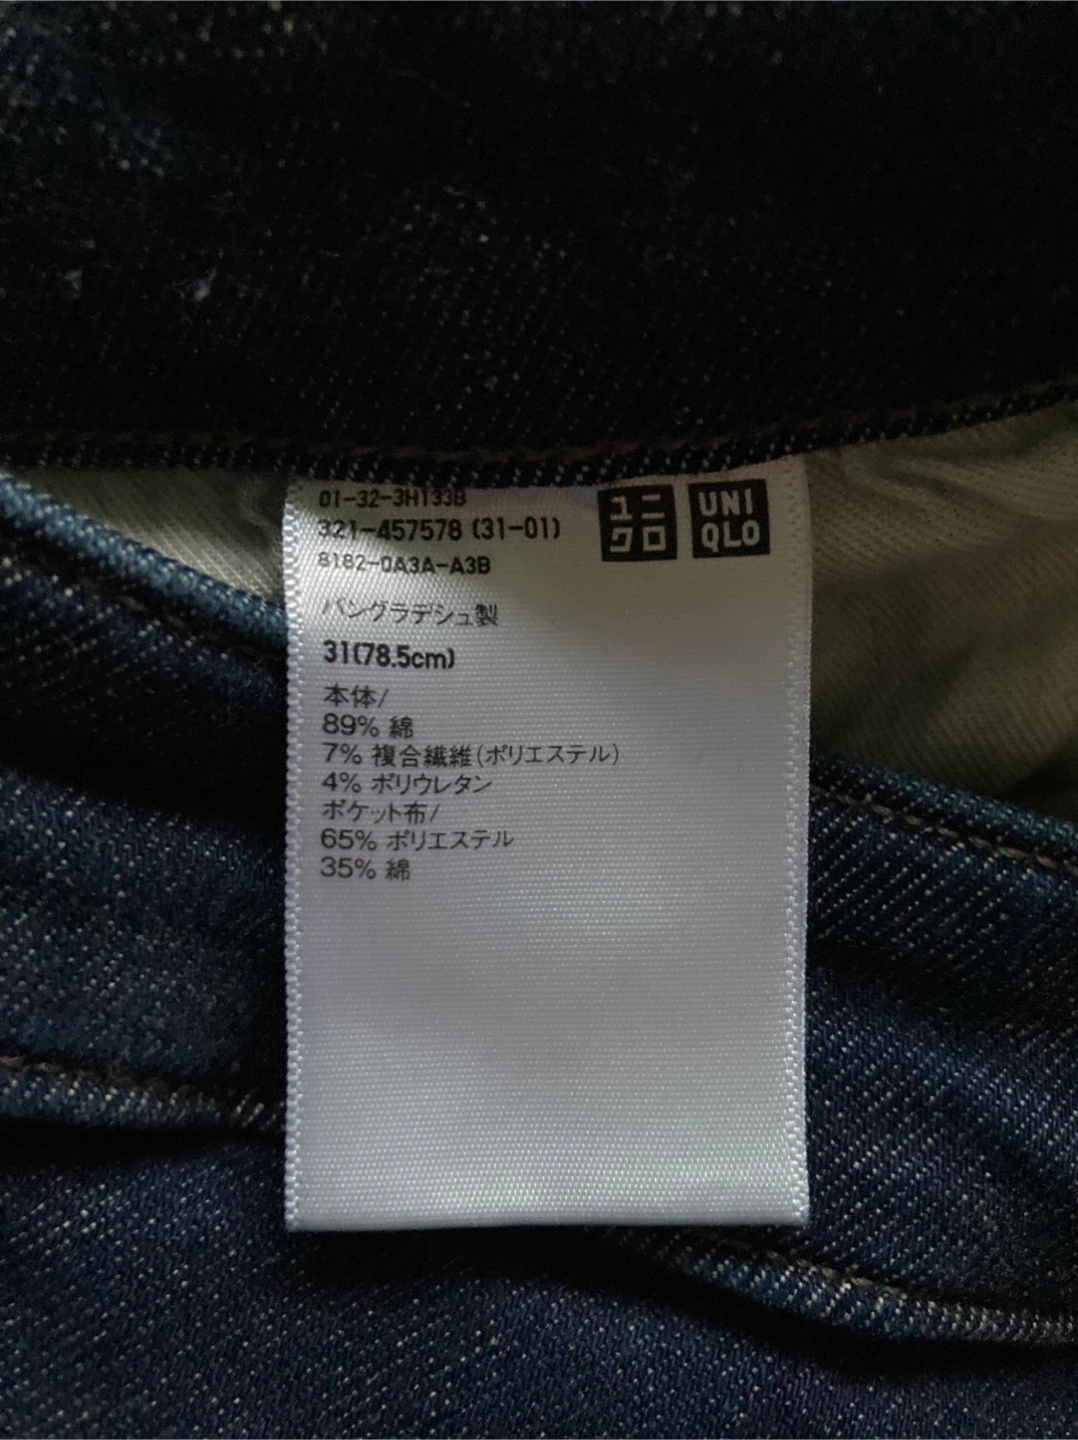 01-32-3H133B
321-457578 (31-01)
8182-0A3A-A3B
ユニクロ
UNIQLO
バングラデシュ製
31(78.5cm)
本体/
89% 綿
7% 複合繊維(ポリエステル)
4% ポリウレタン
ポケット布/
65% ポリエステル
35% 綿